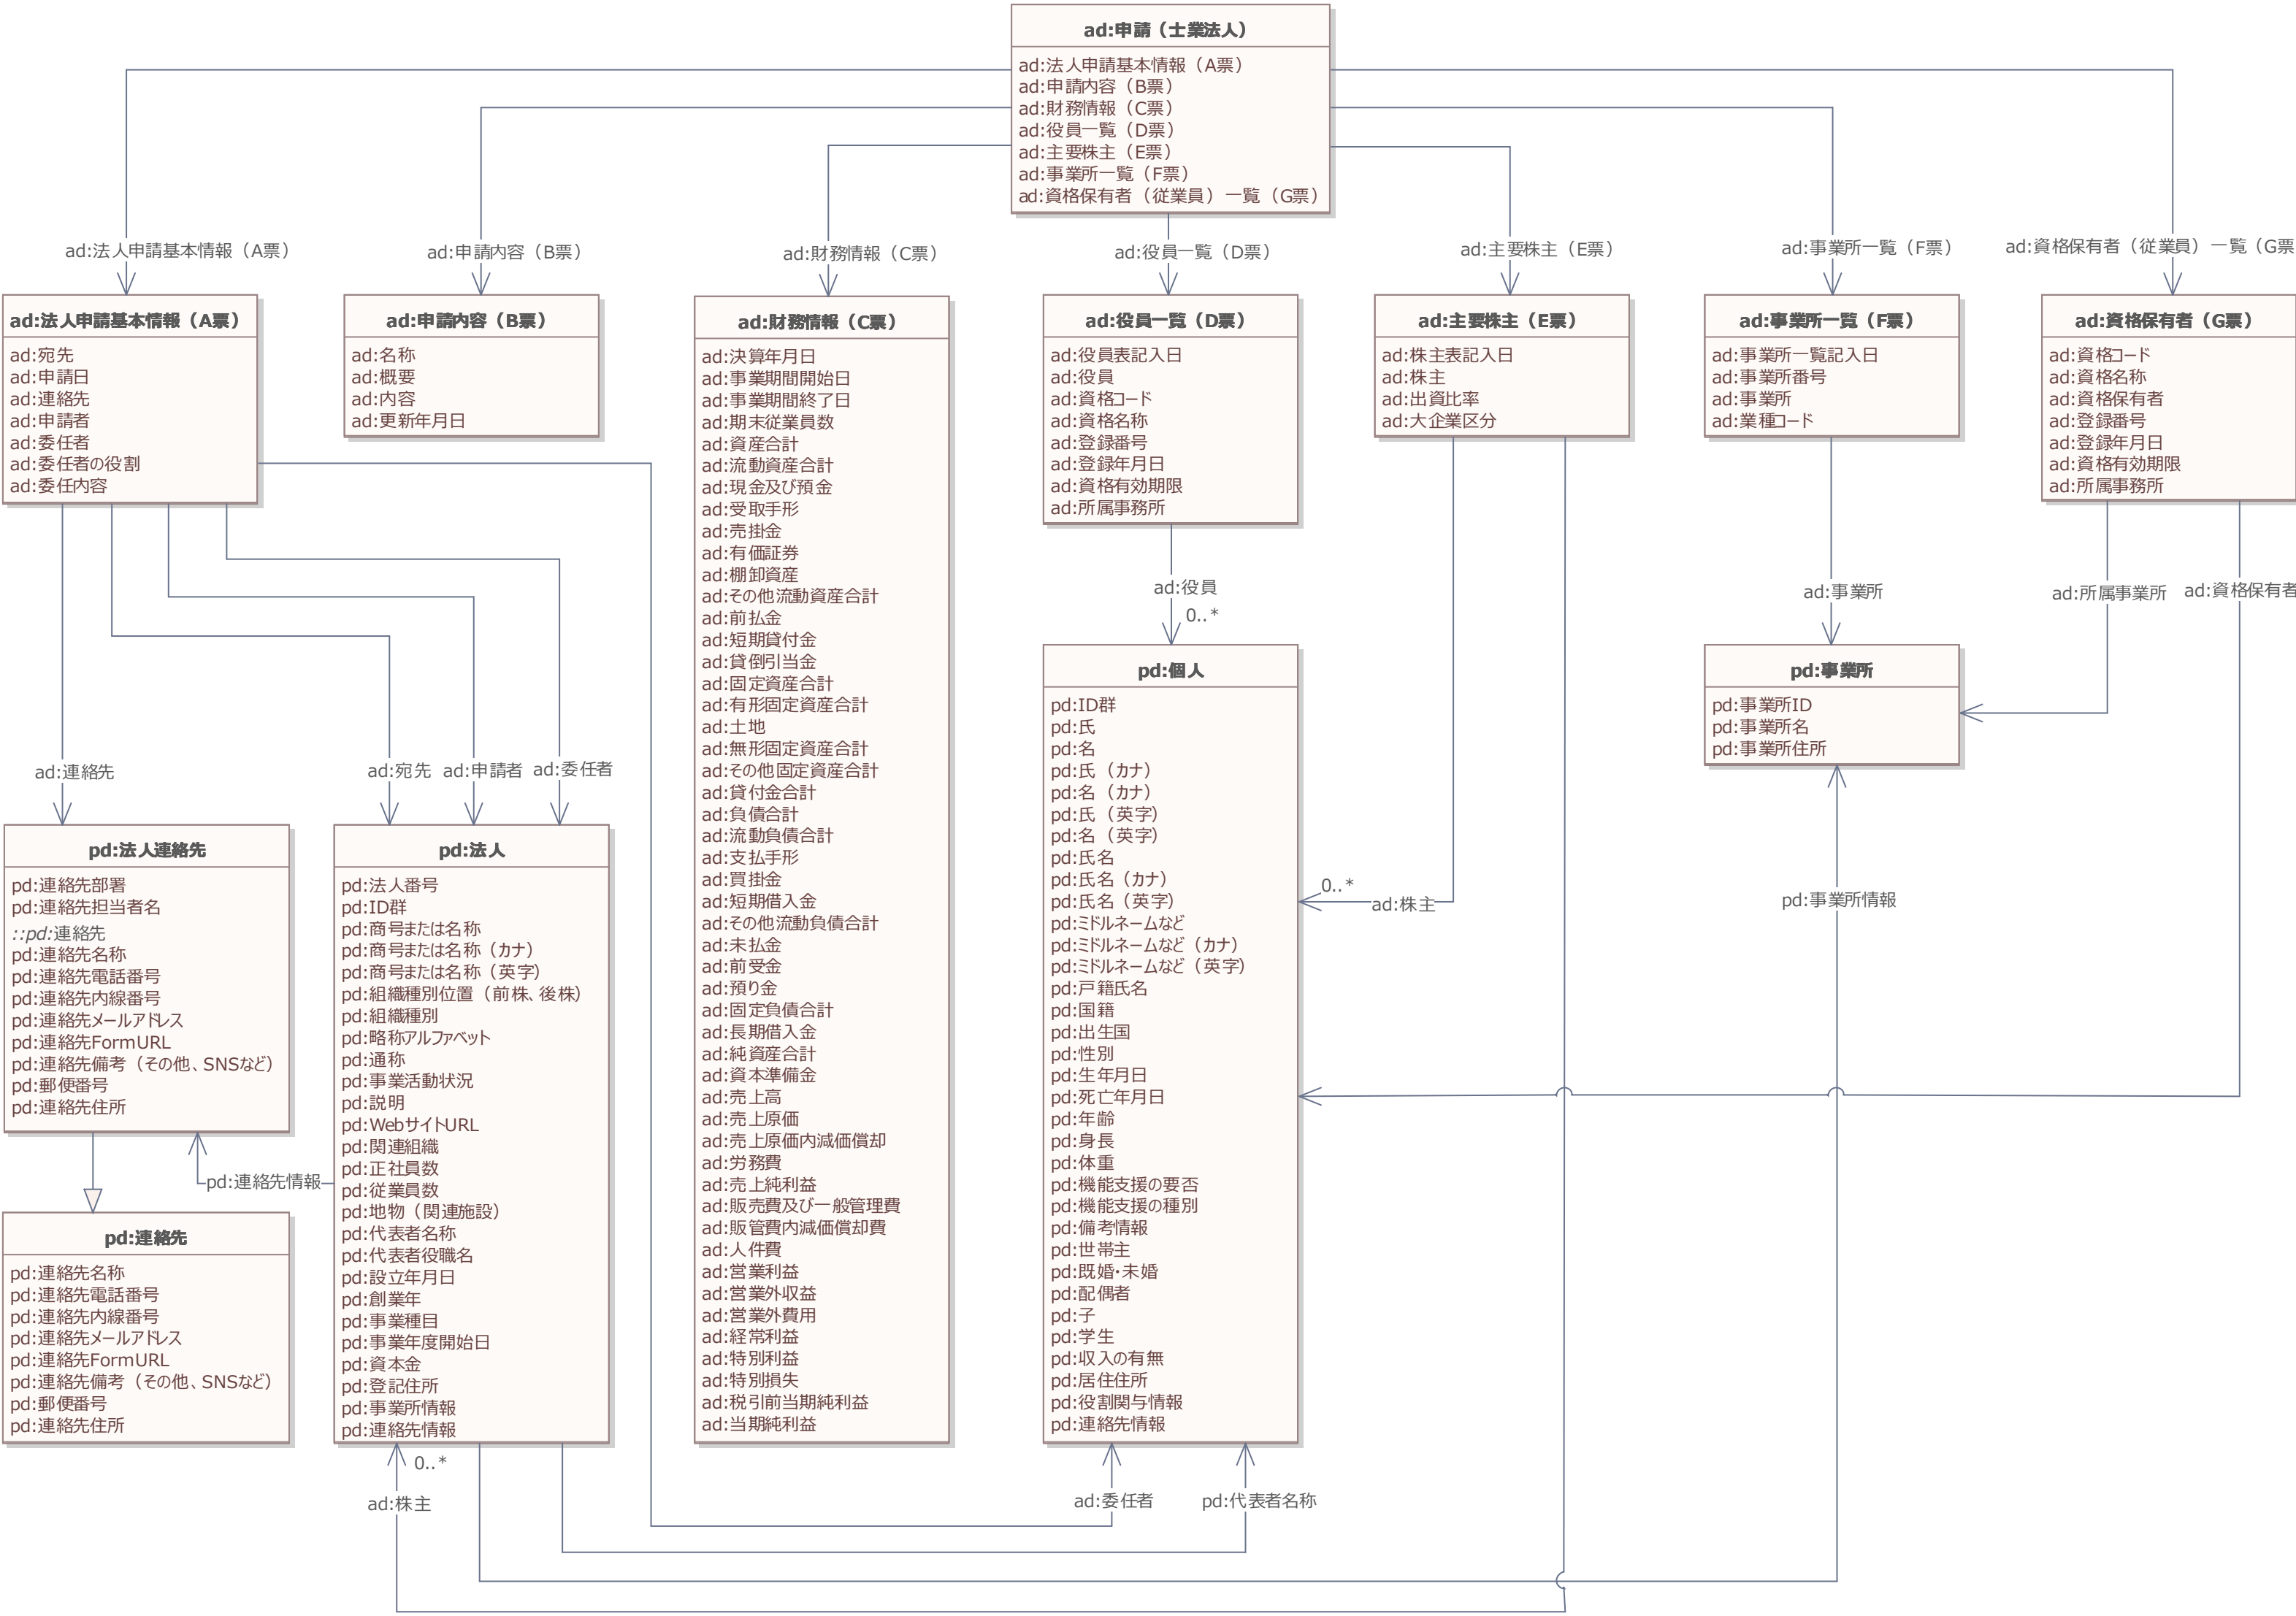 ad:申請（士業法人）
ad:法人申請基本情報（A票）
ad:申請内容（B票）
ad:財務情報（C票）
ad:役員一覧（D票）
ad:主要株主（E票）
ad:事業所一覧（F票）
ad:資格保有者（従業員）一覧（G票）
ad:法人申請基本情報（A票）
ad:申請内容（B票）
ad:財務情報（C票）
ad:役員一覧（D票）
ad:主要株主（E票）
ad:事業所一覧（F票）
ad:資格保有者（従業員）一覧（G票
ad:法人申請基本情報（A票）
ad:宛先
ad:申請日
ad:連絡先
ad:申請者
ad:委任者
ad:委任者の役割
ad:委任内容
ad:申請内容（B票）
ad:名称
ad:概要
ad:内容
ad:更新年月日
ad:財務情報（C票）
ad:決算年月日
ad:事業期間開始日
ad:事業期間終了日
ad:期末従業員数
ad:資産合計
ad:流動資産合計
ad:現金及び預金
ad:受取手形
ad:売掛金
ad:有価証券
ad:棚卸資産
ad:その他流動資産合計
ad:前払金
ad:短期貸付金
ad:貸倒引当金
ad:固定資産合計
ad:有形固定資産合計
ad:土地
ad:無形固定資産合計
ad:その他固定資産合計
ad:貸付金合計
ad:負債合計
ad:流動負債合計
ad:支払手形
ad:買掛金
ad:短期借入金
ad:その他流動負債合計
ad:未払金
ad:前受金
ad:預り金
ad:固定負債合計
ad:長期借入金
ad:純資産合計
ad:資本準備金
ad:売上高
ad:売上原価
ad:売上原価内減価償却
ad:労務費
ad:売上純利益
ad:販売費及び一般管理費
ad:販管費内減価償却費
ad:人件費
ad:営業利益
ad:営業外収益
ad:営業外費用
ad:経常利益
ad:特別利益
ad:特別損失
ad:税引前当期純利益
ad:当期純利益
ad:役員一覧（D票）
ad:役員表記入日
ad:役員
ad:資格コード
ad:資格名称
ad:登録番号
ad:登録年月日
ad:資格有効期限
ad:所属事務所
ad:主要株主（E票）
ad:株主表記入日
ad:株主
ad:出資比率
ad:大企業区分
ad:事業所一覧（F票）
ad:事業所一覧記入日
ad:事業所番号
ad:事業所
ad:業種コード
ad:資格保有者（G票）
ad:資格コード
ad:資格名称
ad:資格保有者
ad:登録番号
ad:登録年月日
ad:資格有効期限
ad:所属事務所
ad:役員
0..*
ad:事業所
ad:所属事業所
ad:資格保有者
ad:連絡先
ad:宛先
ad:申請者
ad:委任者
pd:法人連絡先
pd:連絡先部署
pd:連絡先担当者名
::pd:連絡先
pd:連絡先名称
pd:連絡先電話番号
pd:連絡先内線番号
pd:連絡先メールアドレス
pd:連絡先FormURL
pd:連絡先備考（その他、SNSなど）
pd:郵便番号
pd:連絡先住所
pd:連絡先情報
pd:連絡先
pd:連絡先名称
pd:連絡先電話番号
pd:連絡先内線番号
pd:連絡先メールアドレス
pd:連絡先FormURL
pd:連絡先備考（その他、SNSなど）
pd:郵便番号
pd:連絡先住所
pd:法人
pd:法人番号
pd:ID群
pd:商号または名称
pd:商号または名称（カナ）
pd:商号または名称（英字）
pd:組織種別位置（前株、後株）
pd:組織種別
pd:略称アルファベット
pd:通称
pd:事業活動状況
pd:説明
pd:WebサイトURL
pd:関連組織
pd:正社員数
pd:従業員数
pd:地物（関連施設）
pd:代表者名称
pd:代表者役職名
pd:設立年月日
pd:創業年
pd:事業種目
pd:事業年度開始日
pd:資本金
pd:登記住所
pd:事業所情報
pd:連絡先情報
pd:個人
pd:ID群
pd:氏
pd:名
pd:氏（カナ）
pd:名（カナ）
pd:氏（英字）
pd:名（英字）
pd:氏名
pd:氏名（カナ）
pd:氏名（英字）
pd:ミドルネームなど
pd:ミドルネームなど（カナ）
pd:ミドルネームなど（英字）
pd:戸籍氏名
pd:国籍
pd:出生国
pd:性別
pd:生年月日
pd:死亡年月日
pd:年齢
pd:身長
pd:体重
pd:機能支援の要否
pd:機能支援の種別
pd:備考情報
pd:世帯主
pd:既婚・未婚
pd:配偶者
pd:子
pd:学生
pd:収入の有無
pd:居住住所
pd:役割関与情報
pd:連絡先情報
0..*
ad:株主
pd:事業所
pd:事業所ID
pd:事業所名
pd:事業所住所
pd:事業所情報
0..*
ad:株主
ad:委任者
pd:代表者名称